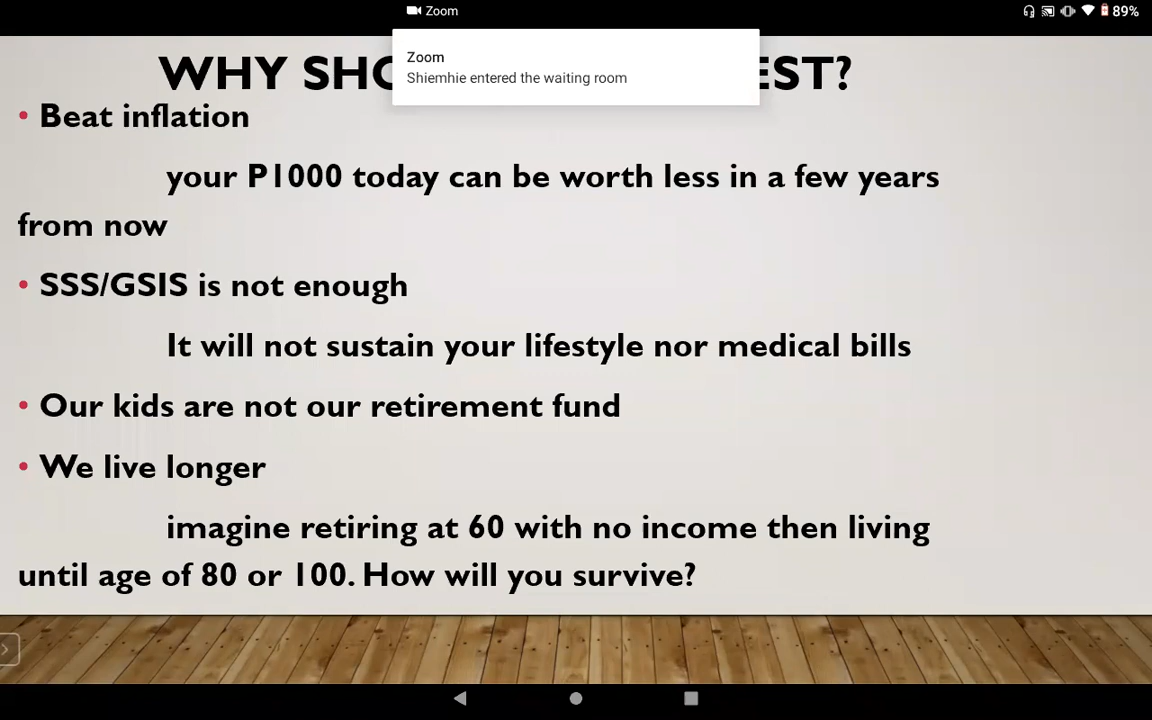 Zoom
89%
Zoom
Shiemhie entered the waiting room
WHY EST?
• Beat inflation
your P1000 today can be worth less in a few years
from now
• SSS/GSIS is not enough
It will not sustain your lifestyle nor medical bills
• Our kids are not our retirement fund
• We live longer
imagine retiring at 60 with no income then living
until age of 80 or 100. How will you survive?